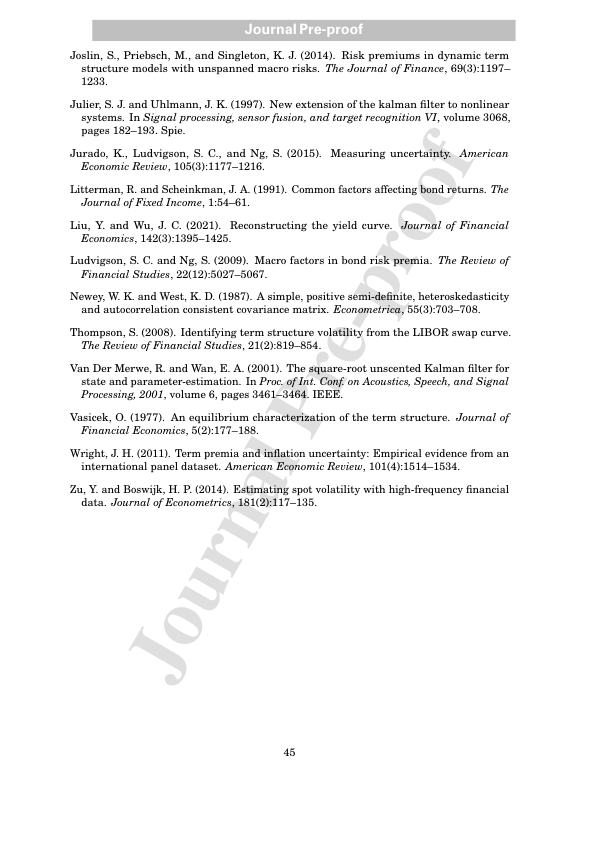 Journal Pre-proof
Joslin, S., Priebsch, M., and Singleton, K. J. (2014). Risk premiums in dynamic term
structure models with unspanned macro risks. The Journal of Finance, 69(3):1197–
1233.
Julier, S. J. and Uhlmann, J. K. (1997). New extension of the kalman filter to nonlinear
systems. In Signal processing, sensor fusion, and target recognition VI, volume 3068,
pages 182–193. Spie.
Jurado, K., Ludvigson, S. C., and Ng, S. (2015). Measuring uncertainty. American
Economic Review, 105(3):1177–1216.
Litterman, R. and Scheinkman, J. A. (1991). Common factors affecting bond returns. The
Journal of Fixed Income, 1:54–61.
Liu, Y. and Wu, J. C. (2021). Reconstructing the yield curve. Journal of Financial
Economics, 142(3):1395–1425.
Ludvigson, S. C. and Ng, S. (2009). Macro factors in bond risk premia. The Review of
Financial Studies, 22(12):5027–5067.
Newey, W. K. and West, K. D. (1987). A simple, positive semi-definite, heteroskedasticity
and autocorrelation consistent covariance matrix. Econometrica, 55(3):703–708.
Thompson, S. (2008). Identifying term structure volatility from the LIBOR swap curve.
The Review of Financial Studies, 21(2):819–854.
Van Der Merwe, R. and Wan, E. A. (2001). The square-root unscented Kalman filter for
state and parameter-estimation. In Proc. of Int. Conf. on Acoustics, Speech, and Signal
Processing, 2001, volume 6, pages 3461–3464. IEEE.
Vasicek, O. (1977). An equilibrium characterization of the term structure. Journal of
Financial Economics, 5(2):177–188.
Wright, J. H. (2011). Term premia and inflation uncertainty: Empirical evidence from an
international panel dataset. American Economic Review, 101(4):1514–1534.
Zu, Y. and Boswijk, H. P. (2014). Estimating spot volatility with high-frequency financial
data. Journal of Econometrics, 181(2):117–135.
Journal Pre-proof
45